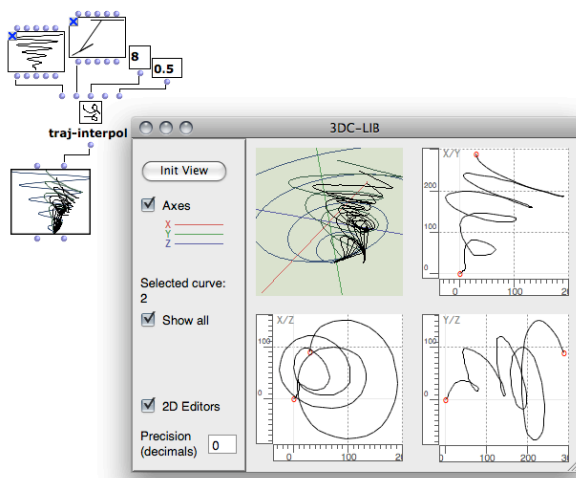 8
0.5
traj-interpol
3DC-LIB
Init View
Axes
X
Y
Z
Selected curve:
2
Show all
2D Editors
Precision
(decimals)
0
X/Y
200
100
0
0
100
X/Z
100
0
0
100
Y/Z
100
0
0
100
200